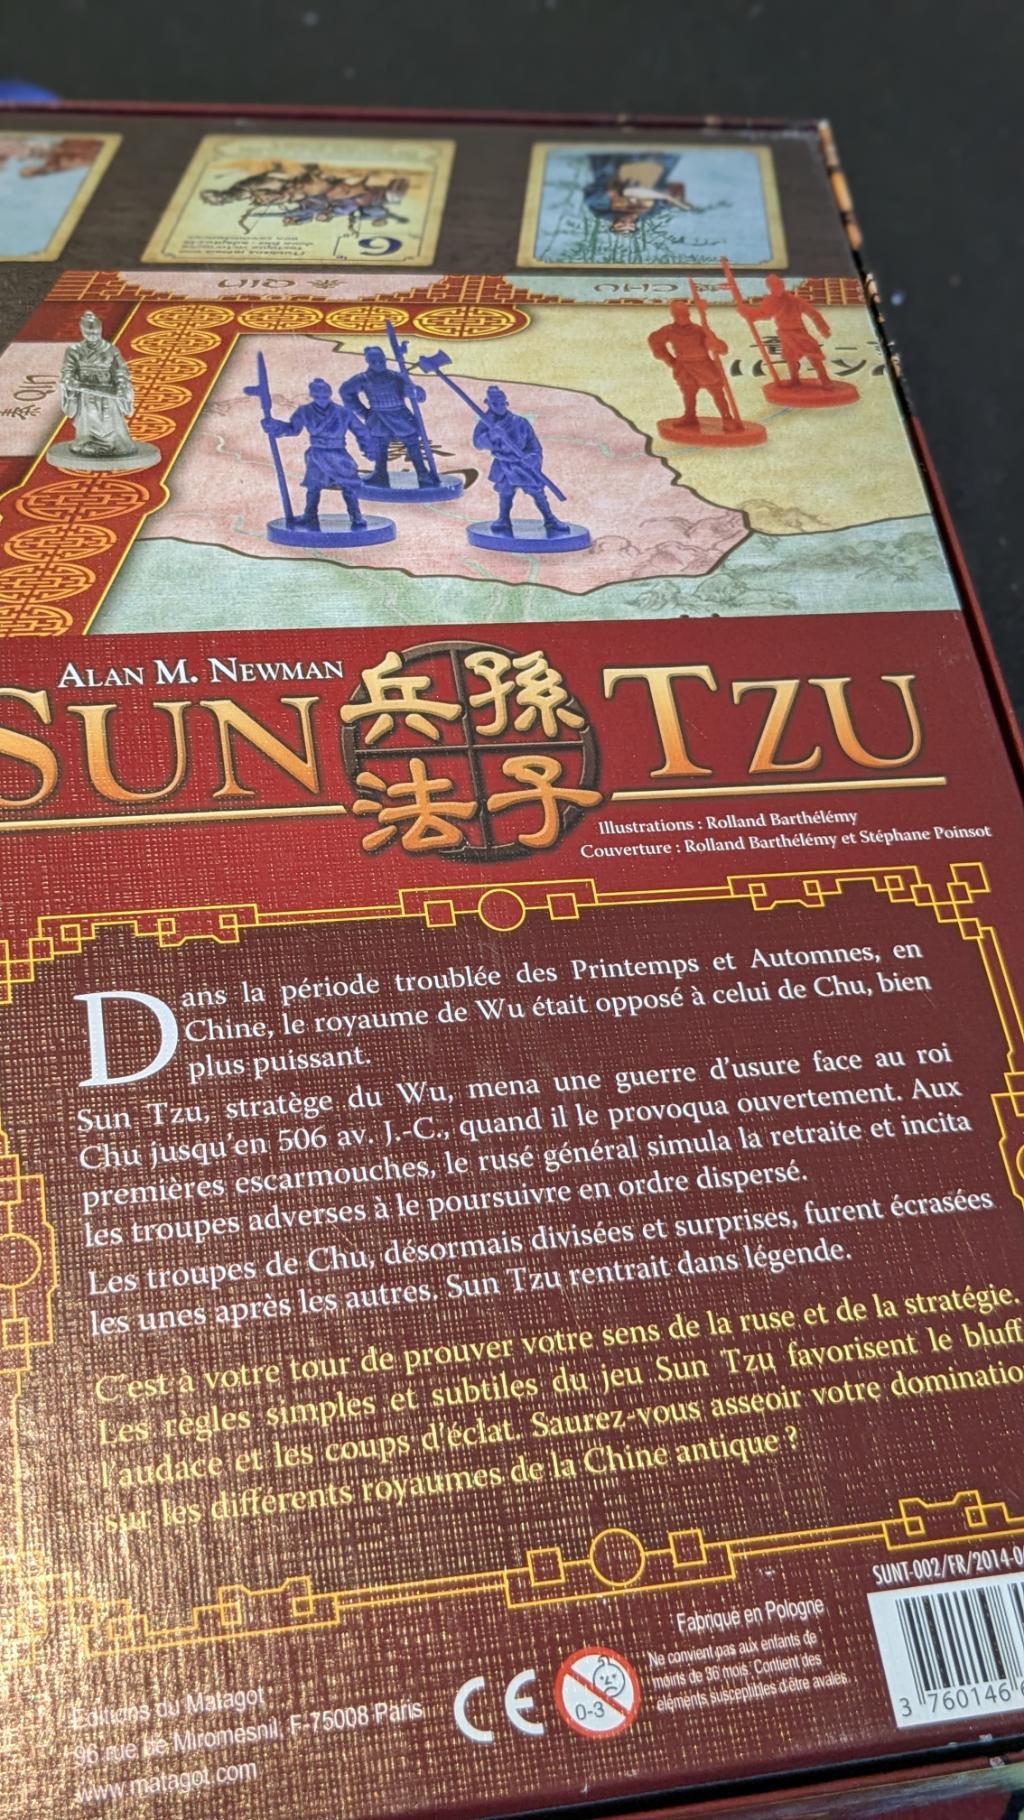 6
QIN
CHU
QIN
ALAN M. NEWMAN
SUN TZU
兵 孫
法 子
Illustrations : Rolland Barthélémy
Couverture : Rolland Barthélémy et Stéphane Poinsot
Dans la période troublée des Printemps et Automnes, en
Chine, le royaume de Wu était opposé à celui de Chu, bien
plus puissant.
Sun Tzu, stratège du Wu, mena une guerre d'usure face au roi
Chu jusqu'en 506 av. J.-C., quand il le provoqua ouvertement. Aux
premières escarmouches, le rusé général simula la retraite et incita
les troupes adverses à le poursuivre en ordre dispersé.
Les troupes de Chu, désormais divisées et surprises, furent écrasées
les unes après les autres. Sun Tzu rentrait dans légende.
C'est à votre tour de prouver votre sens de la ruse et de la stratégie.
Les règles simples et subtiles du jeu Sun Tzu favorisent le bluff
l'audace et les coups d'éclat. Saurez-vous asseoir votre dominatio
sur les différents royaumes de la Chine antique ?
SUNT-002/FR/2014-0
Fabriqué en Pologne
Ne convient pas aux enfants de
moins de 36 mois. Contient des
éléments susceptibles d'être avalés.
CE
0-3
3 760146 6
Editions du Matagot
96 rue de Miromesnil F-75008 Paris
www.matagot.com